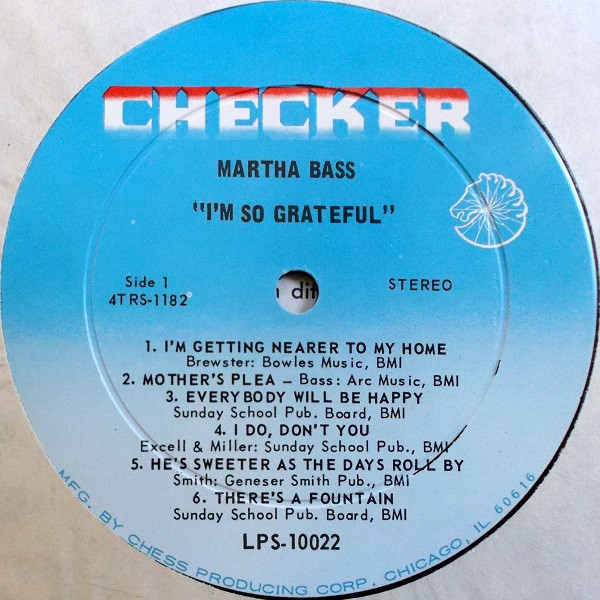 CHECKER
MARTHA BASS
"I'M SO GRATEFUL"
Side 1
4TRS-1182
STEREO
1. I'M GETTING NEARER TO MY HOME
Brewster: Bowles Music, BMI
2. MOTHER'S PLEA – Bass: Arc Music, BMI
3. EVERYBODY WILL BE HAPPY
Sunday School Pub. Board, BMI
4. I DO, DON'T YOU
Excell & Miller: Sunday School Pub., BMI
5. HE'S SWEETER AS THE DAYS ROLL BY
Smith: Geneser Smith Pub., BMI
6. THERE'S A FOUNTAIN
Sunday School Pub. Board, BMI
LPS-10022
MFG. BY CHESS PRODUCING CORP. CHICAGO, IL 60616